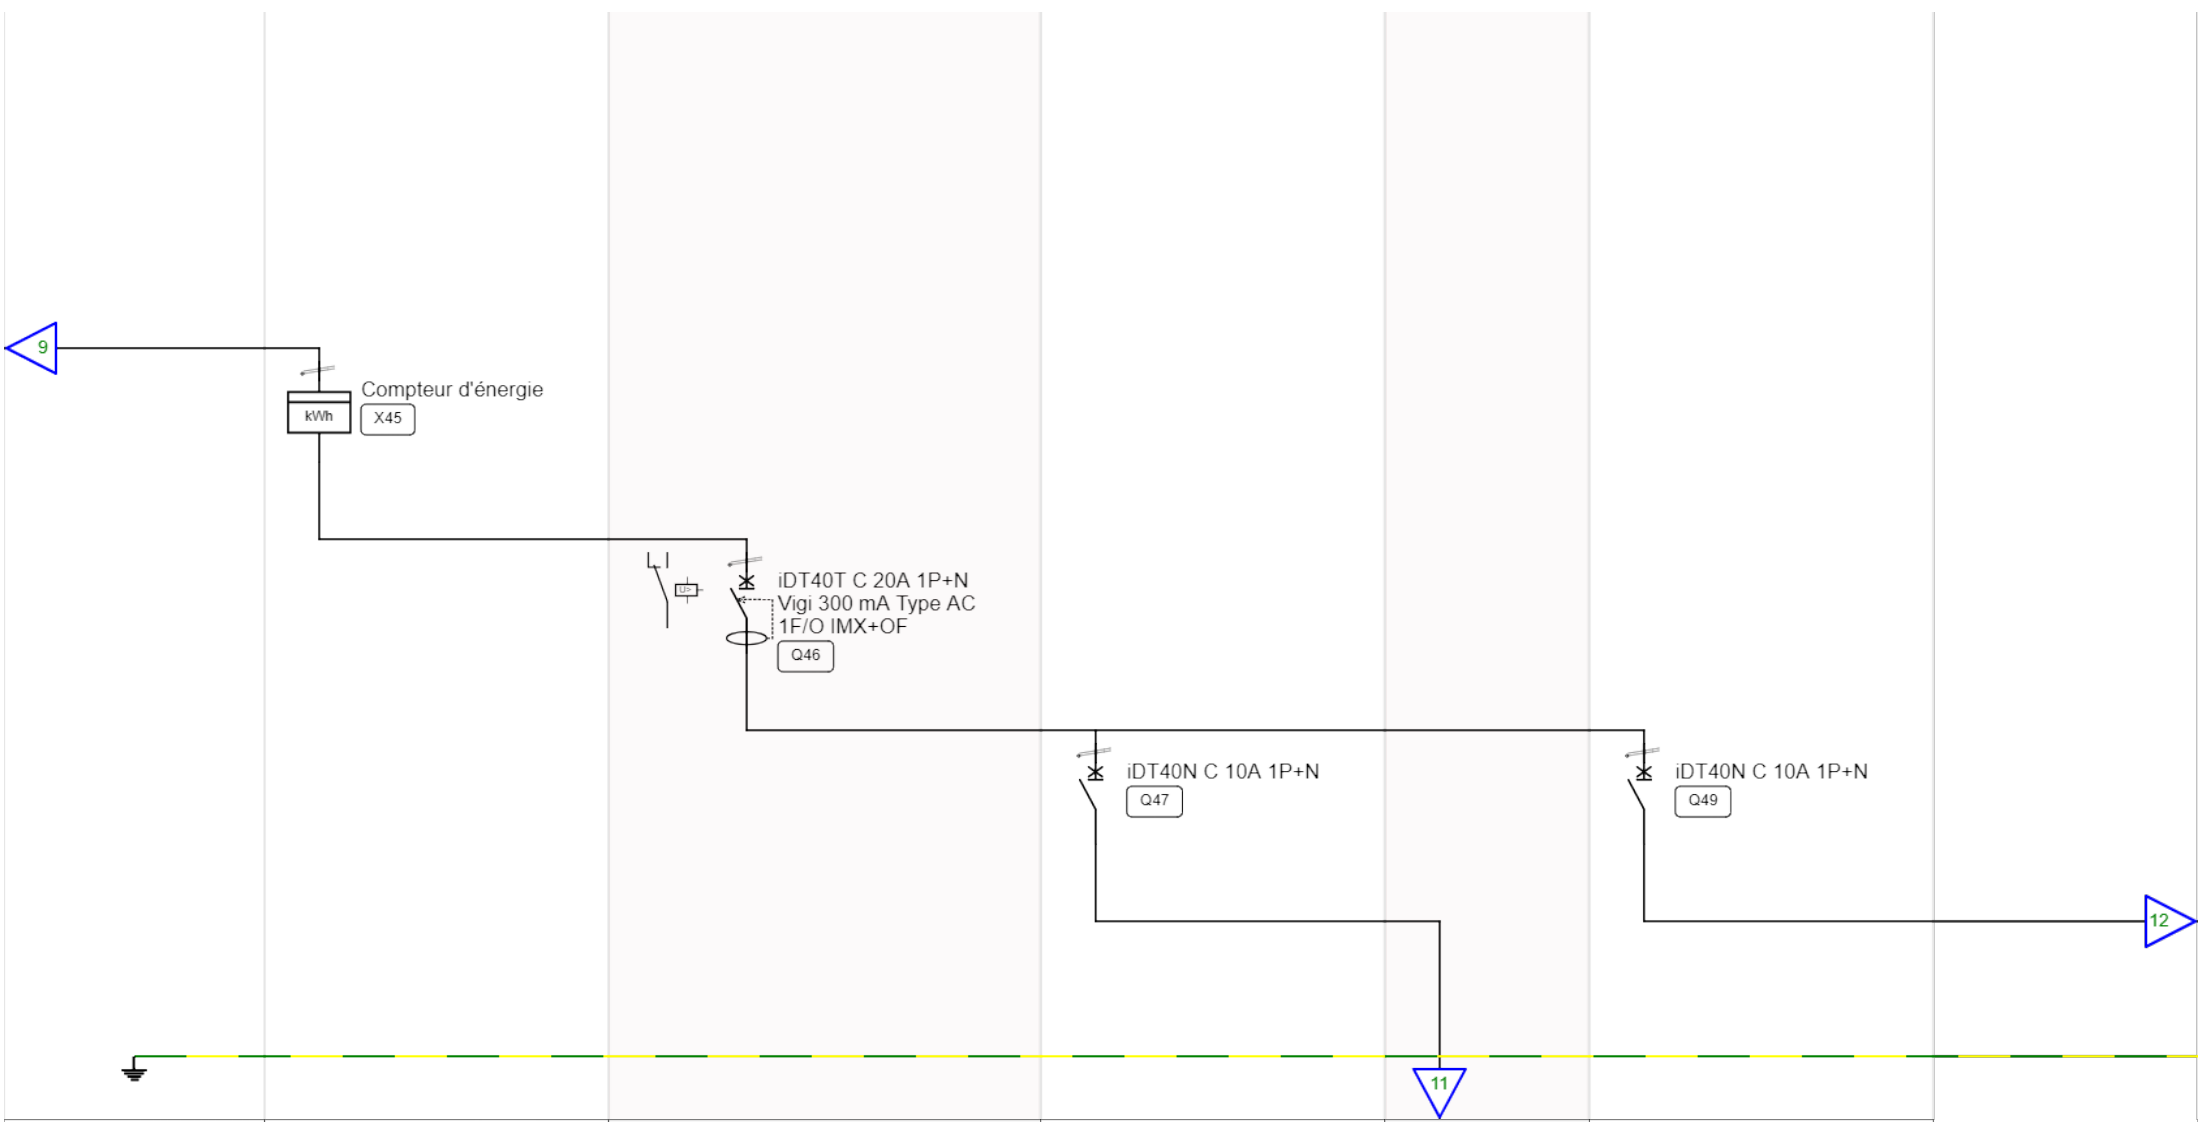 9
Compteur d'énergie
kWh
X45
U>
iDT40T C 20A 1P+N
Vigi 300 mA Type AC
1F/O IMX+OF
Q46
iDT40N C 10A 1P+N
Q47
iDT40N C 10A 1P+N
Q49
12
11